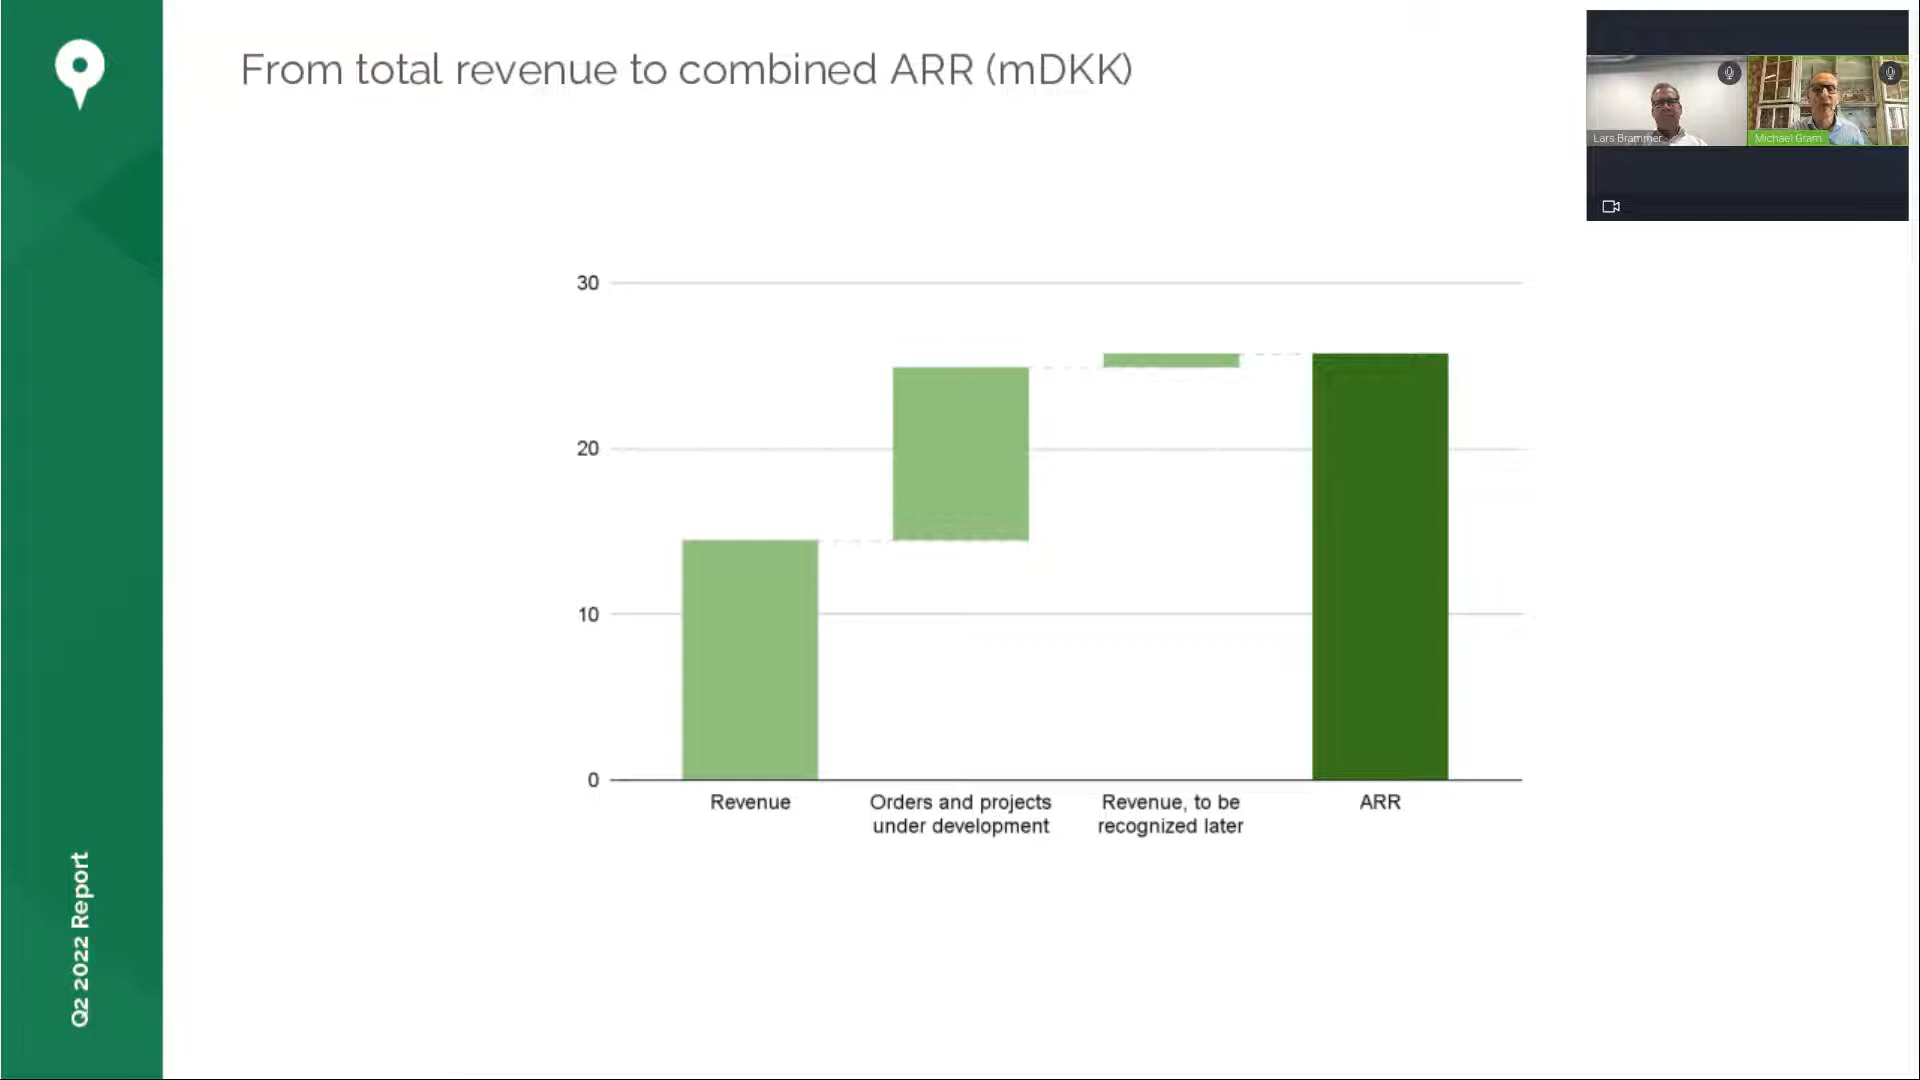 From total revenue to combined ARR (mDKK)
Lars Brammer
Michael Gram
30
20
10
0
Revenue
Orders and projects
under development
Revenue, to be
recognized later
ARR
Q2 2022 Report